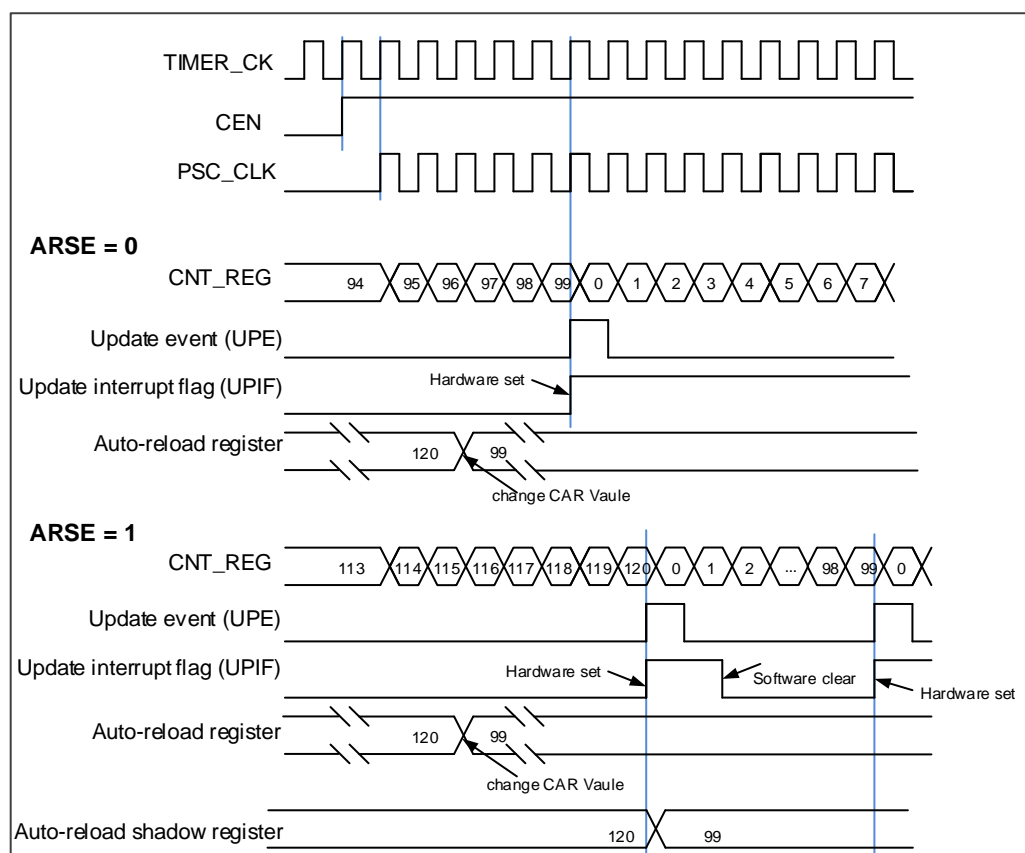 TIMER_CK
CEN
PSC_CLK
ARSE = 0
CNT_REG 94 95 96 97 98 99 0 1 2 3 4 5 6 7
Update event (UPE)
Update interrupt flag (UPIF) Hardware set
Auto-reload register 120 99
change CAR Vaule
ARSE = 1
CNT_REG 113 114 115 116 117 118 119 120 0 1 2 ... 98 99 0
Update event (UPE)
Update interrupt flag (UPIF) Hardware set Software clear Hardware set
Auto-reload register 120 99
change CAR Vaule
Auto-reload shadow register 120 99